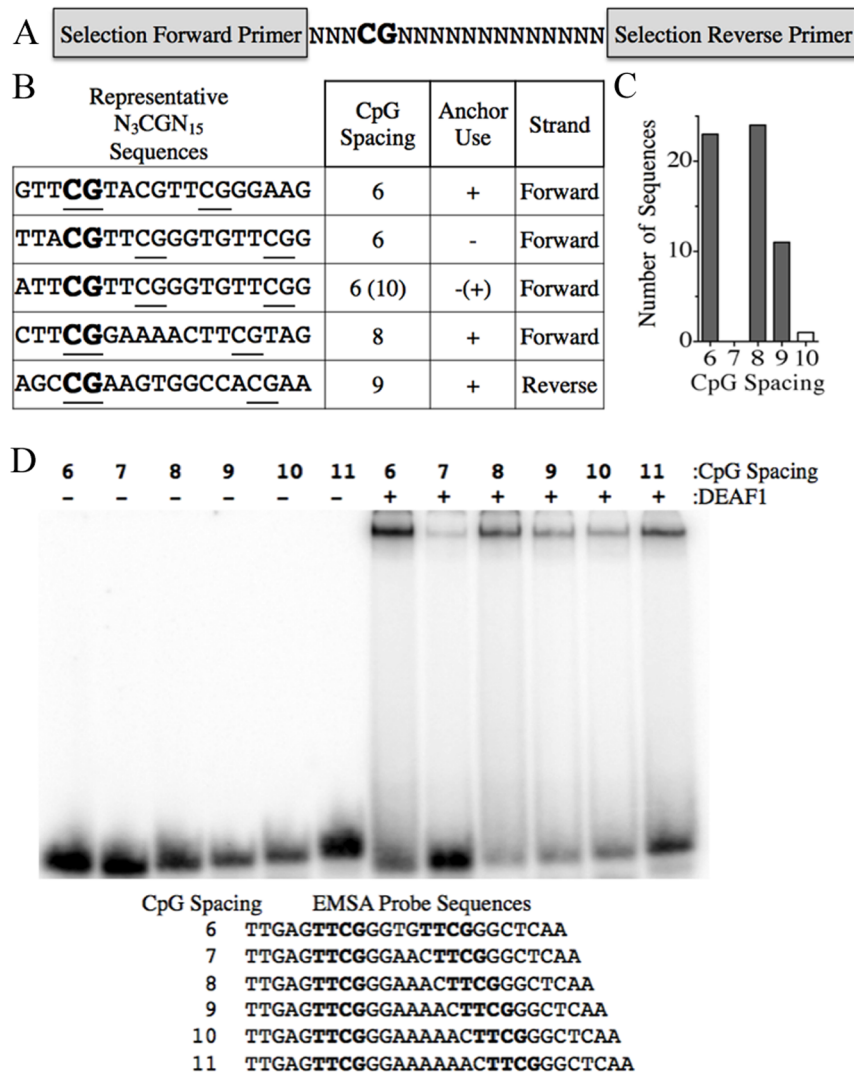 A
Selection Forward Primer NNNCGNNNNNNNNNNNNN Selection Reverse Primer
B
Representative
N₃CGN₁₅
Sequences
CpG
Spacing
Anchor
Use
Strand
GTTCGTACGTTCGGGAAG 6 + Forward
TTACGTTCGGGTGTTCGG 6 - Forward
ATTCGTTCGGGTGTTCGG 6 (10) -(+) Forward
CTTCGGAAAACTTCGTAG 8 + Forward
AGCCGAAGTGGCCACGAA 9 + Reverse
C
Number of Sequences
20
10
0
6 7 8 9 10
CpG Spacing
D
6 7 8 9 10 11 6 7 8 9 10 11 :CpG Spacing
– – – – – – + + + + + + :DEAF1
CpG Spacing EMSA Probe Sequences
6 TTGAGTTCGGGTGTTCGGGCTCAA
7 TTGAGTTCGGGAACTTCGGGCTCAA
8 TTGAGTTCGGGAAACTTCGGGCTCAA
9 TTGAGTTCGGGAAAACTTCGGGCTCAA
10 TTGAGTTCGGGAAAAACTTCGGGCTCAA
11 TTGAGTTCGGGAAAAAACTTCGGGCTCAA